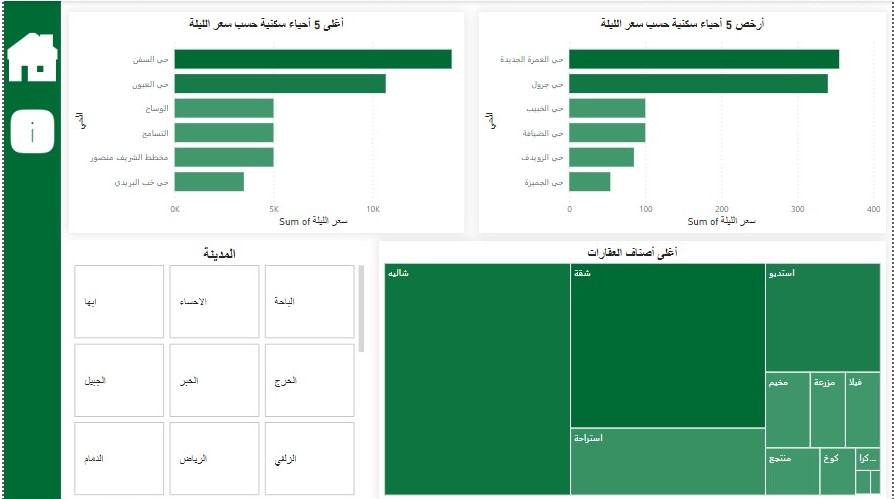 أرخص 5 أحياء سكنية حسب سعر الليلة
الحي
حي العمرة الجديدة
حي جرول
حي الخبيب
حي الضيافة
حي الرويدف
حي الجميزة
0 100 200 300 400
Sum of سعر الليلة
أغلى 5 أحياء سكنية حسب سعر الليلة
الحي
حي السفن
حي العيون
الوساع
التسامح
مخطط الشريف منصور
حي خب البريدي
0K 5K 10K
Sum of سعر الليلة
أغلى أصناف العقارات
شاليه
شقة
استراحة
استديو
مخيم
مزرعة
فيلا
منتجع
كوخ
كرا...
المدينة
الباحة
الاحساء
ابها
الخرج
الخبر
الجبيل
الزلفي
الرياض
الدمام
i